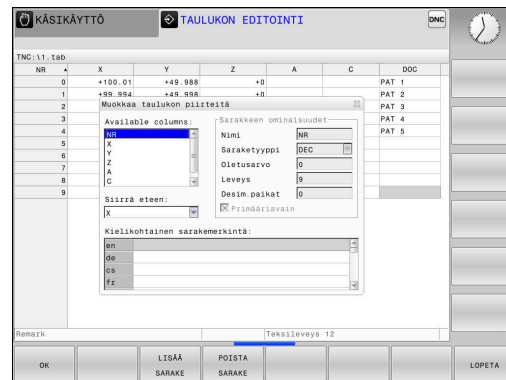 KÄSIKÄYTTÖ
TAULUKON EDITOINTI
DNC
TNC:\1.tab
NR X Y Z A C DOC
0 +100.01 +49.988 +0 PAT 1
1 +99.994 +49.998 +0 PAT 2
2 PAT 3
3 PAT 4
4 PAT 5
5
6
7
8
9
Muokkaa taulukon piirteitä
Available columns:
NR
X
Y
Z
A
C
Siirrä eteen:
X
Sarakkeen ominaisuudet
Nimi NR
Saraketyyppi DEC
Oletusarvo 0
Leveys 9
Desim.paikat 0
Primääriavain
Kielikohtainen sarakemerkintä:
en
de
cs
fr
Remark
Teksileveys 12
OK
LISÄÄ
SARAKE
POISTA
SARAKE
LOPETA